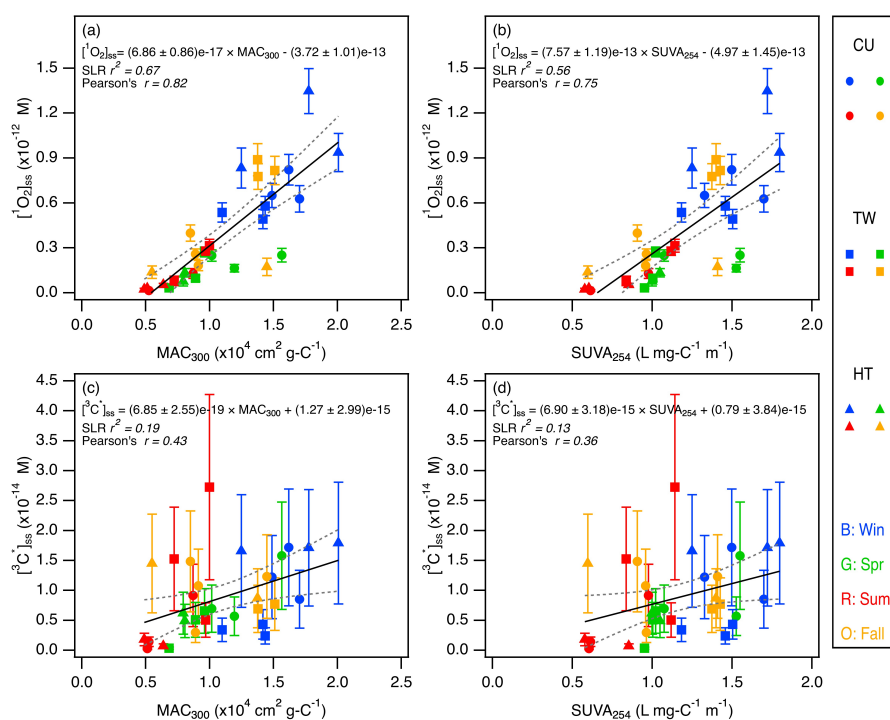 (a)
[¹O₂]ss= (6.86 ± 0.86)e-17 × MAC₃₀₀ - (3.72 ± 1.01)e-13
SLR r² = 0.67
Pearson's r = 0.82
1.5
1.2
0.9
0.6
0.3
0.0
[¹O₂]ss (x10⁻¹² M)
0.0 0.5 1.0 1.5 2.0 2.5
MAC₃₀₀ (x10⁴ cm² g-C⁻¹)
(b)
[¹O₂]ss = (7.57 ± 1.19)e-13 × SUVA₂₅₄ - (4.97 ± 1.45)e-13
SLR r² = 0.56
Pearson's r = 0.75
1.5
1.2
0.9
0.6
0.3
0.0
[¹O₂]ss (x10⁻¹² M)
0.0 0.5 1.0 1.5 2.0
SUVA₂₅₄ (L mg-C⁻¹ m⁻¹)
(c)
[³C*]ss = (6.85 ± 2.55)e-19 × MAC₃₀₀ + (1.27 ± 2.99)e-15
SLR r² = 0.19
Pearson's r = 0.43
4.5
4.0
3.5
3.0
2.5
2.0
1.5
1.0
0.5
0.0
[³C*]ss (x10⁻¹⁴ M)
0.0 0.5 1.0 1.5 2.0 2.5
MAC₃₀₀ (x10⁴ cm² g-C⁻¹)
(d)
[³C*]ss = (6.90 ± 3.18)e-15 × SUVA₂₅₄ + (0.79 ± 3.84)e-15
SLR r² = 0.13
Pearson's r = 0.36
4.5
4.0
3.5
3.0
2.5
2.0
1.5
1.0
0.5
0.0
[³C*]ss (x10⁻¹⁴ M)
0.0 0.5 1.0 1.5 2.0
SUVA₂₅₄ (L mg-C⁻¹ m⁻¹)
CU
TW
HT
B: Win
G: Spr
R: Sum
O: Fall